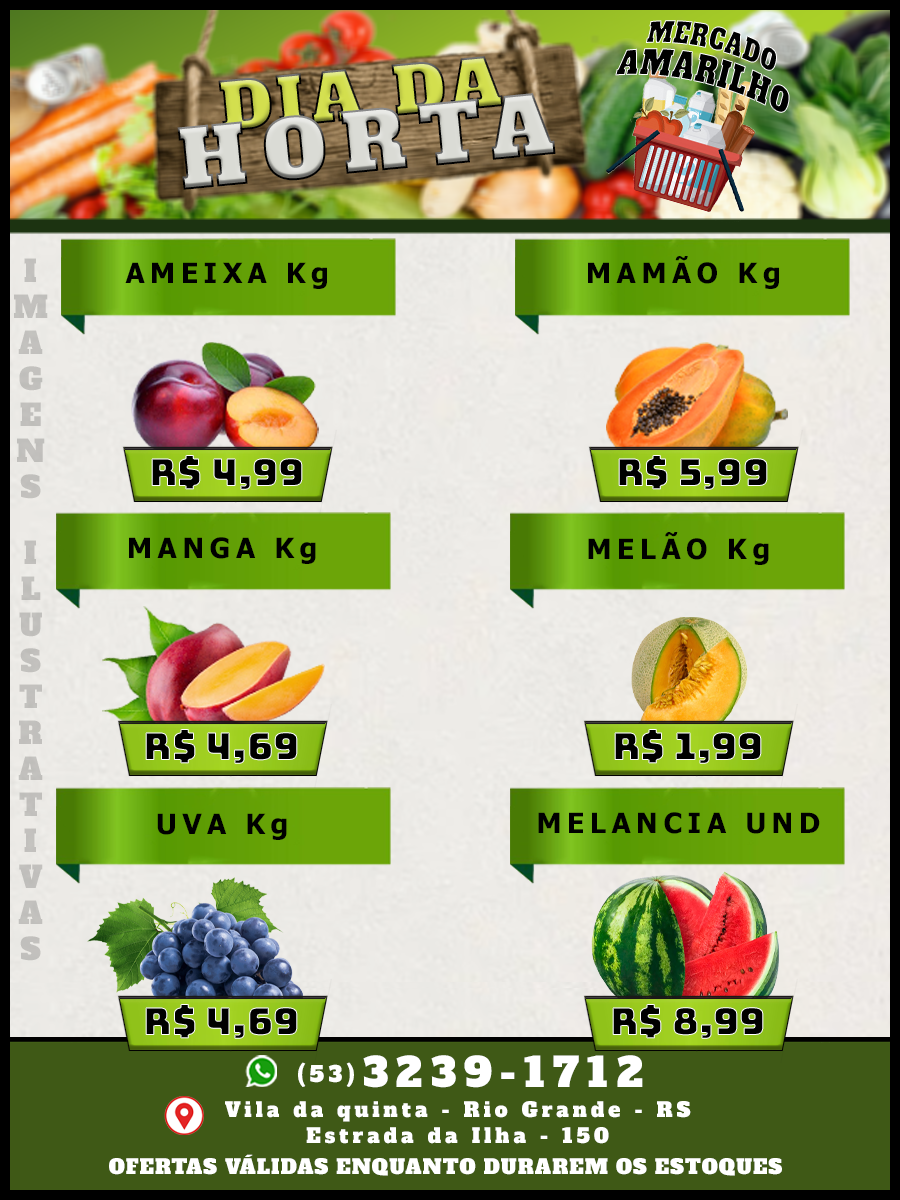 DIA DA
HORTA
MERCADO
AMARILHO
IMAGENS ILUSTRATIVAS
AMEIXA Kg
R$ 4,99
MAMÃO Kg
R$ 5,99
MANGA Kg
R$ 4,69
MELÃO Kg
R$ 1,99
UVA Kg
R$ 4,69
MELANCIA UND
R$ 8,99
(53) 3239-1712
Vila da quinta - Rio Grande - RS
Estrada da Ilha - 150
OFERTAS VÁLIDAS ENQUANTO DURAREM OS ESTOQUES